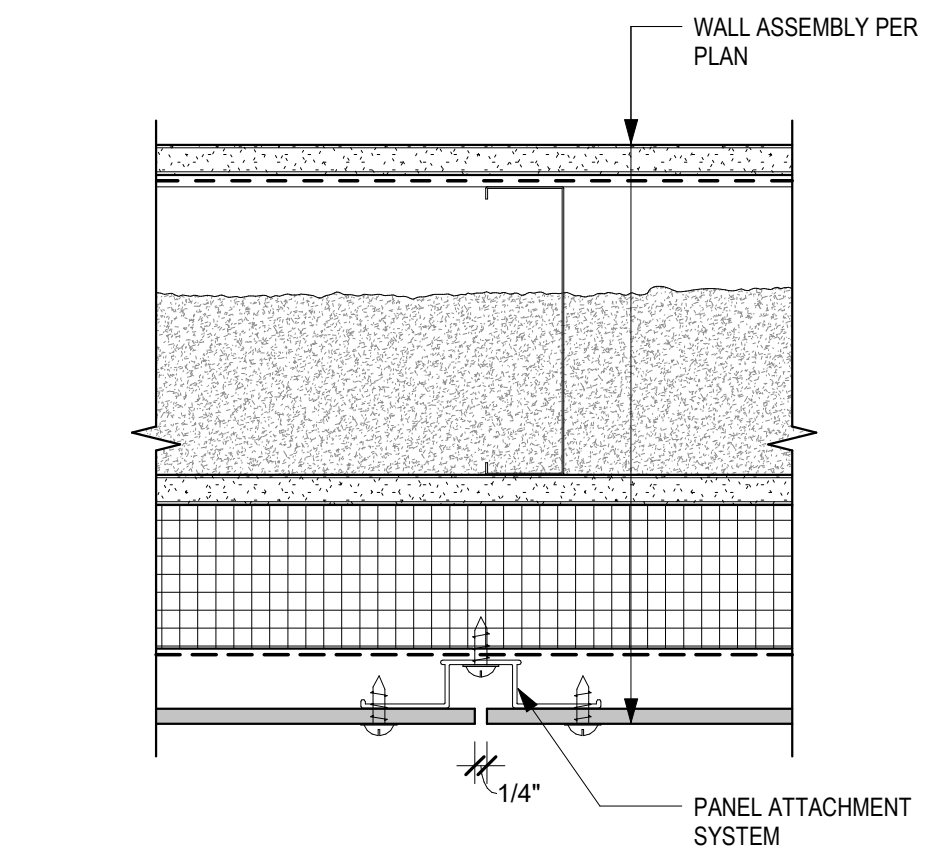 WALL ASSEMBLY PER
PLAN
1/4"
PANEL ATTACHMENT
SYSTEM